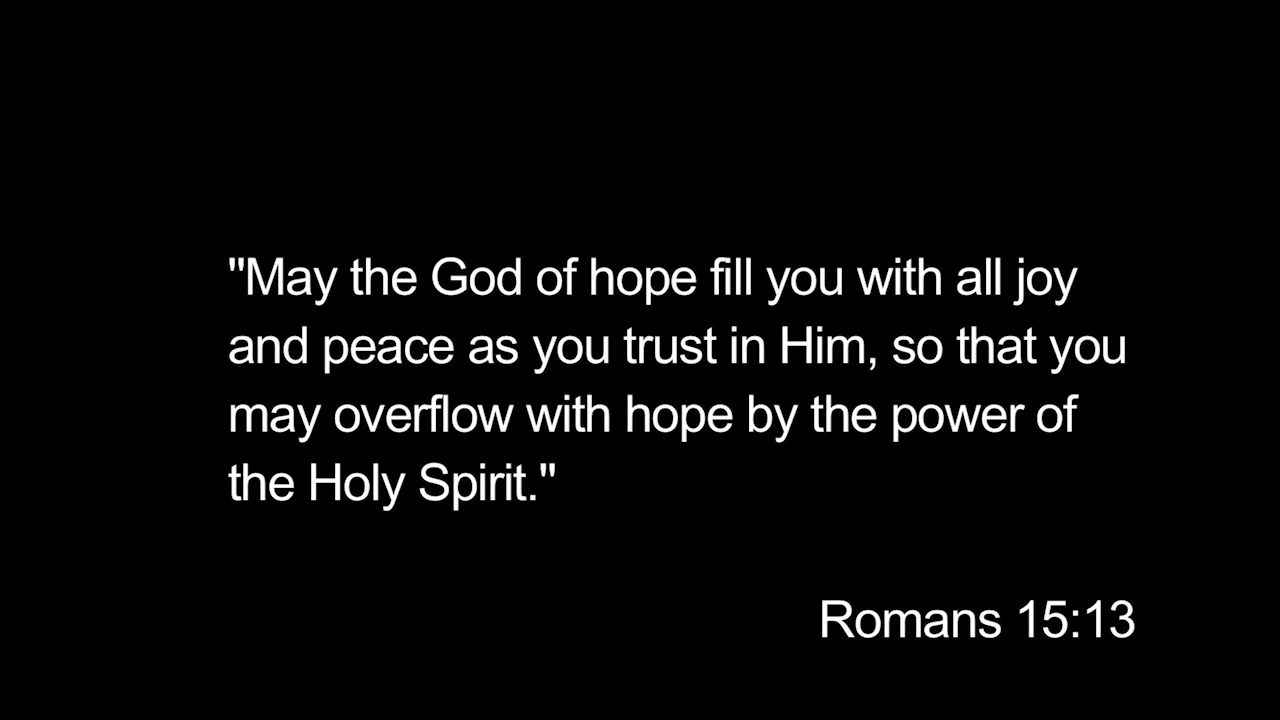 "May the God of hope fill you with all joy
and peace as you trust in Him, so that you
may overflow with hope by the power of
the Holy Spirit."
Romans 15:13